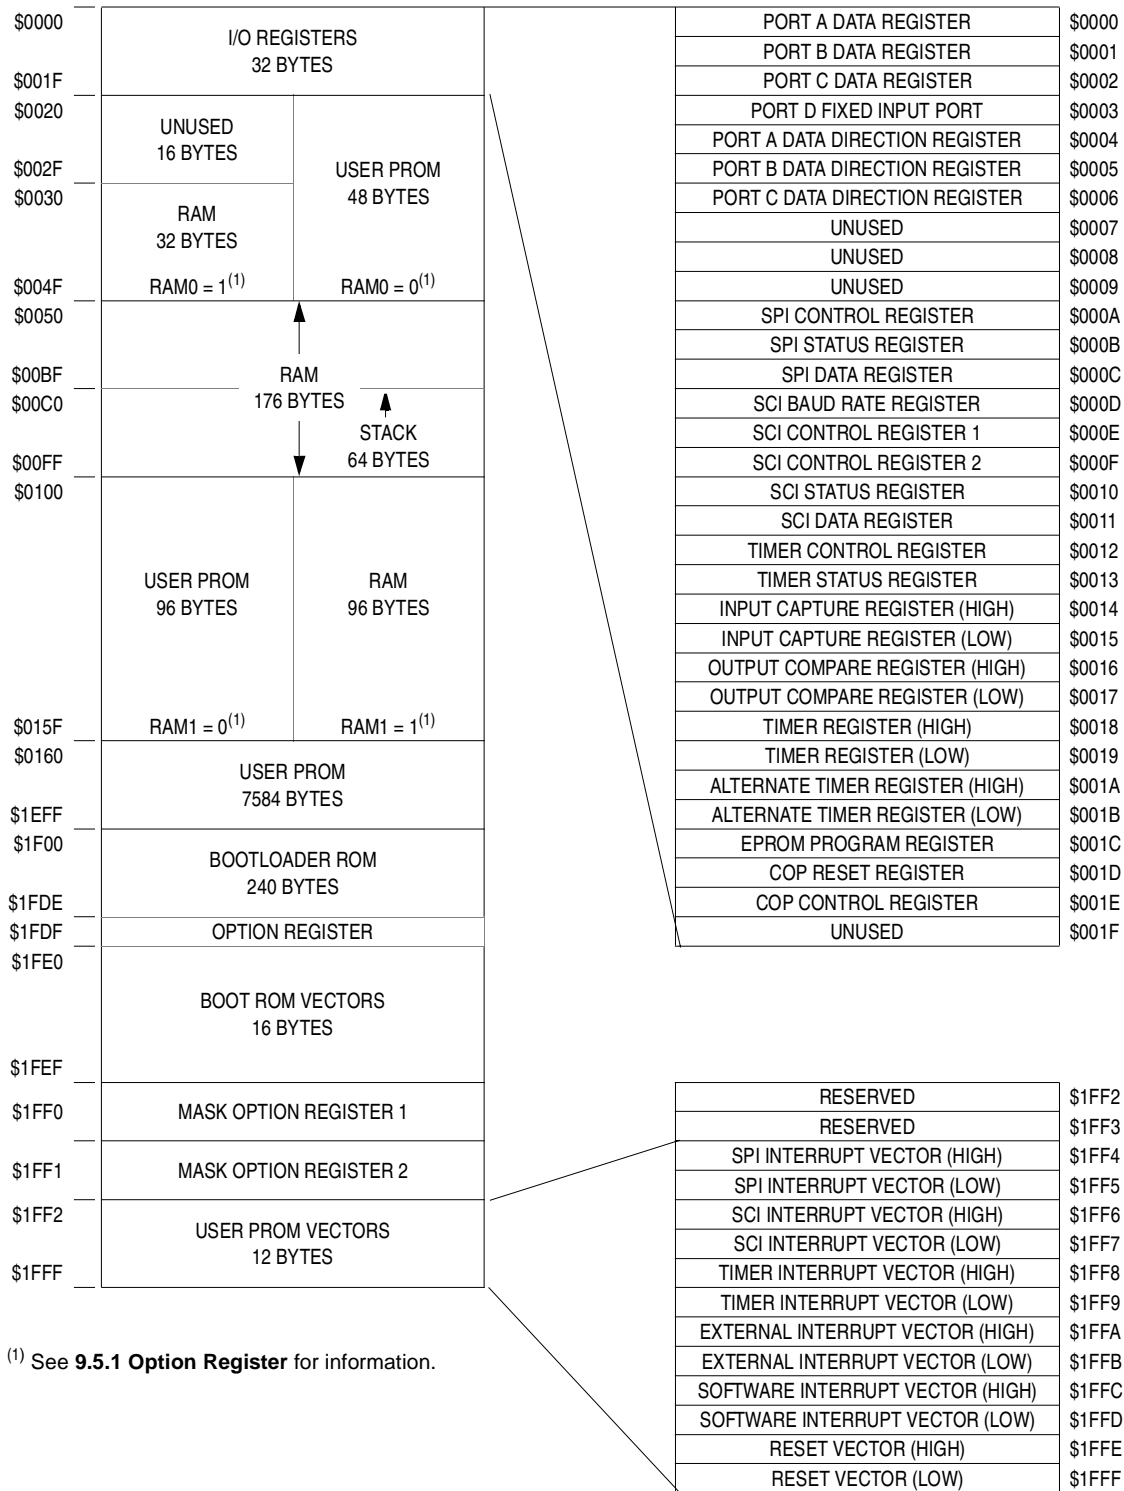 $0000
I/O REGISTERS
32 BYTES
$001F
$0020
UNUSED
16 BYTES
$002F
USER PROM
48 BYTES
$0030
RAM
32 BYTES
$004F
RAM0 = 1(1)
RAM0 = 0(1)
$0050
$00BF
RAM
176 BYTES
$00C0
STACK
64 BYTES
$00FF
$0100
USER PROM
96 BYTES
RAM
96 BYTES
$015F
RAM1 = 0(1)
RAM1 = 1(1)
$0160
USER PROM
7584 BYTES
$1EFF
$1F00
BOOTLOADER ROM
240 BYTES
$1FDE
$1FDF
OPTION REGISTER
$1FE0
BOOT ROM VECTORS
16 BYTES
$1FEF
$1FF0
MASK OPTION REGISTER 1
$1FF1
MASK OPTION REGISTER 2
$1FF2
USER PROM VECTORS
12 BYTES
$1FFF
(1) See 9.5.1 Option Register for information.
PORT A DATA REGISTER $0000
PORT B DATA REGISTER $0001
PORT C DATA REGISTER $0002
PORT D FIXED INPUT PORT $0003
PORT A DATA DIRECTION REGISTER $0004
PORT B DATA DIRECTION REGISTER $0005
PORT C DATA DIRECTION REGISTER $0006
UNUSED $0007
UNUSED $0008
UNUSED $0009
SPI CONTROL REGISTER $000A
SPI STATUS REGISTER $000B
SPI DATA REGISTER $000C
SCI BAUD RATE REGISTER $000D
SCI CONTROL REGISTER 1 $000E
SCI CONTROL REGISTER 2 $000F
SCI STATUS REGISTER $0010
SCI DATA REGISTER $0011
TIMER CONTROL REGISTER $0012
TIMER STATUS REGISTER $0013
INPUT CAPTURE REGISTER (HIGH) $0014
INPUT CAPTURE REGISTER (LOW) $0015
OUTPUT COMPARE REGISTER (HIGH) $0016
OUTPUT COMPARE REGISTER (LOW) $0017
TIMER REGISTER (HIGH) $0018
TIMER REGISTER (LOW) $0019
ALTERNATE TIMER REGISTER (HIGH) $001A
ALTERNATE TIMER REGISTER (LOW) $001B
EPROM PROGRAM REGISTER $001C
COP RESET REGISTER $001D
COP CONTROL REGISTER $001E
UNUSED $001F
RESERVED $1FF2
RESERVED $1FF3
SPI INTERRUPT VECTOR (HIGH) $1FF4
SPI INTERRUPT VECTOR (LOW) $1FF5
SCI INTERRUPT VECTOR (HIGH) $1FF6
SCI INTERRUPT VECTOR (LOW) $1FF7
TIMER INTERRUPT VECTOR (HIGH) $1FF8
TIMER INTERRUPT VECTOR (LOW) $1FF9
EXTERNAL INTERRUPT VECTOR (HIGH) $1FFA
EXTERNAL INTERRUPT VECTOR (LOW) $1FFB
SOFTWARE INTERRUPT VECTOR (HIGH) $1FFC
SOFTWARE INTERRUPT VECTOR (LOW) $1FFD
RESET VECTOR (HIGH) $1FFE
RESET VECTOR (LOW) $1FFF